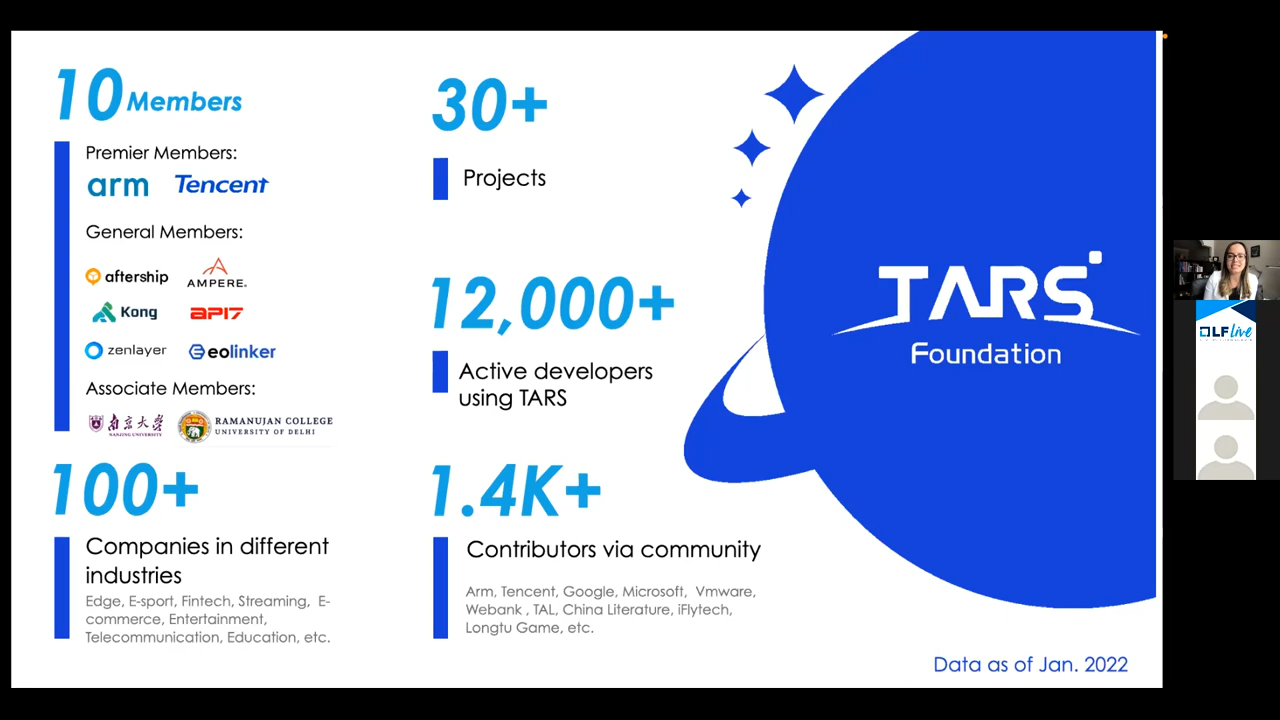 10 Members
Premier Members:
arm Tencent
General Members:
aftership AMPERE.
Kong API7
zenlayer eolinker
Associate Members:
南京大学 NANJING UNIVERSITY
RAMANUJAN COLLEGE
UNIVERSITY OF DELHI
100+
Companies in different
industries
Edge, E-sport, Fintech, Streaming, E-
commerce, Entertainment,
Telecommunication, Education, etc.
30+
Projects
12,000+
Active developers
using TARS
1.4K+
Contributors via community
Arm, Tencent, Google, Microsoft, Vmware,
Webank , TAL, China Literature, iFlytech,
Longtu Game, etc.
TARS
Foundation
Data as of Jan. 2022
LF live